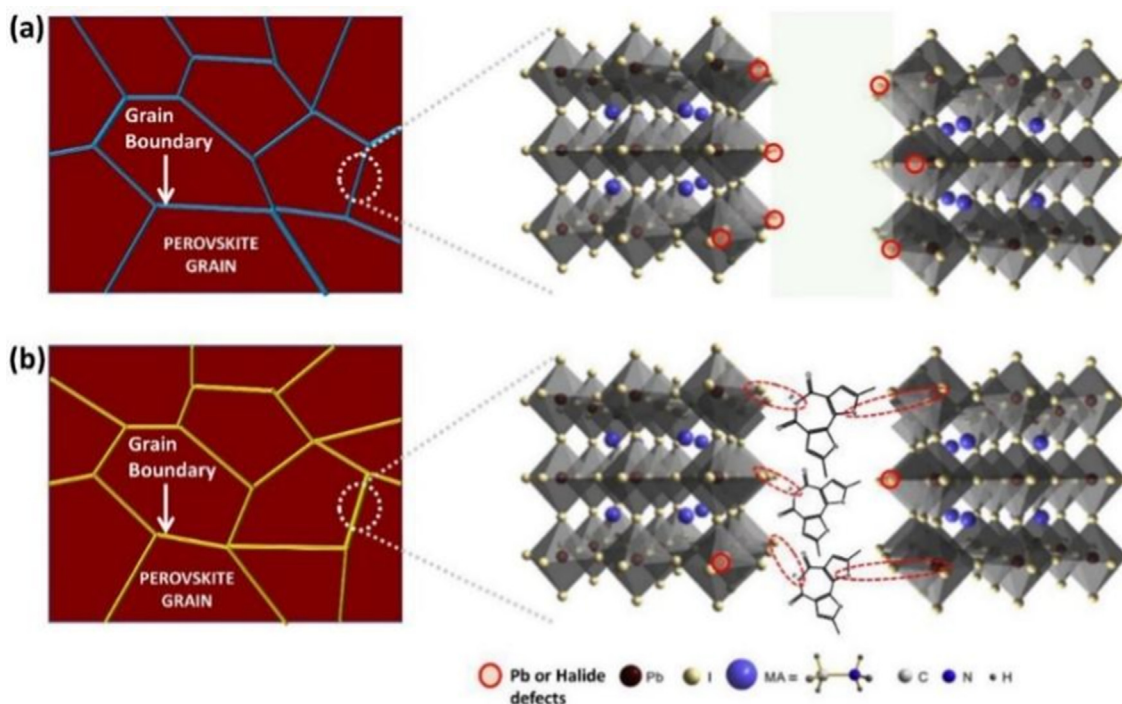 (a)
Grain
Boundary
PEROVSKITE
GRAIN
(b)
Grain
Boundary
PEROVSKITE
GRAIN
Pb or Halide
defects
Pb
I
MA =
C
N
H